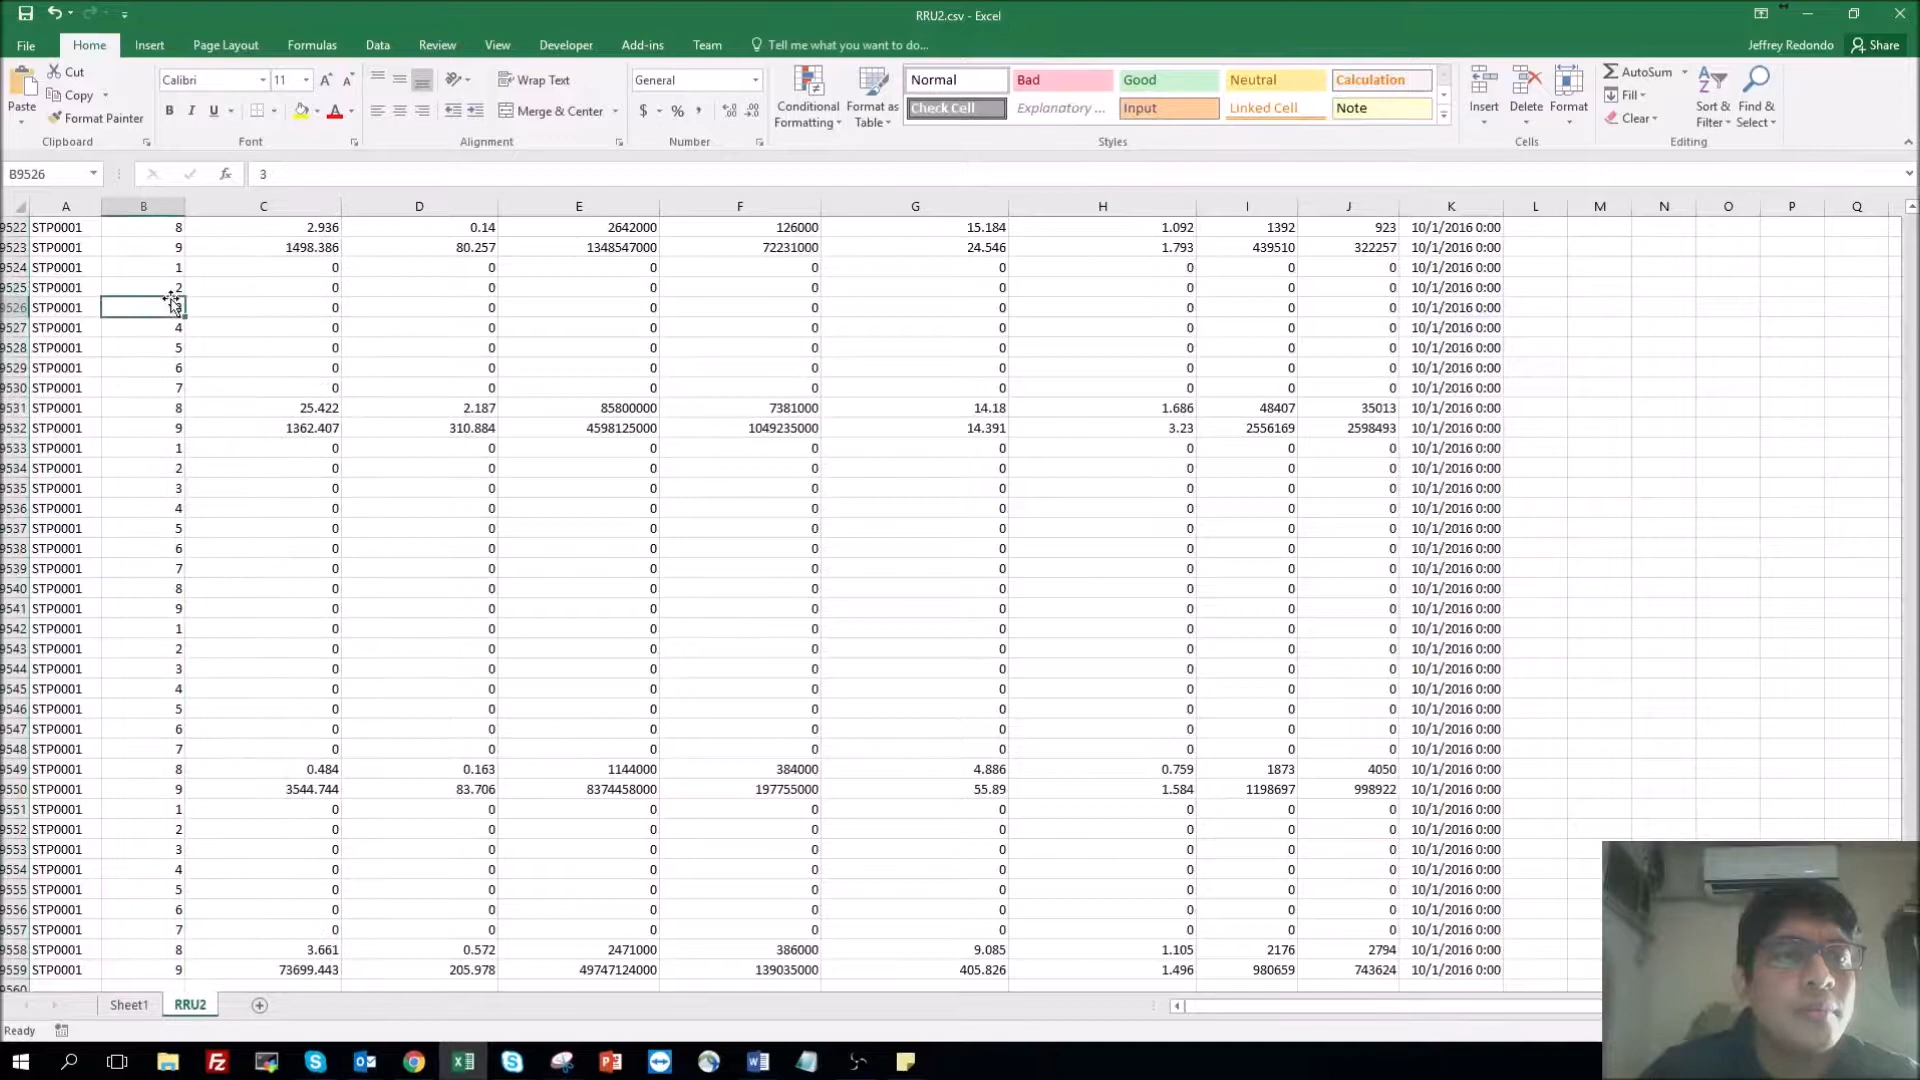 RRU2.csv - Excel
File Home Insert Page Layout Formulas Data Review View Developer Add-ins Team Tell me what you want to do... Jeffrey Redondo Share
Paste Cut Copy Format Painter
Calibri 11 B I U
Wrap Text Merge & Center
General $ %
Conditional Formatting Format as Table
Normal Bad Good Neutral Calculation
Check Cell Explanatory ... Input Linked Cell Note
Insert Delete Format
AutoSum Fill Clear
Sort & Filter Find & Select
Clipboard Font Alignment Number Styles Cells Editing
B9526 fx 3
A B C D E F G H I J K L M N O P Q
9522 STP0001 8 2.936 0.14 2642000 126000 15.184 1.092 1392 923 10/1/2016 0:00
9523 STP0001 9 1498.386 80.257 1348547000 72231000 24.546 1.793 439510 322257 10/1/2016 0:00
9524 STP0001 1 0 0 0 0 0 0 0 0 10/1/2016 0:00
9525 STP0001 2 0 0 0 0 0 0 0 0 10/1/2016 0:00
9526 STP0001 3 0 0 0 0 0 0 0 0 10/1/2016 0:00
9527 STP0001 4 0 0 0 0 0 0 0 0 10/1/2016 0:00
9528 STP0001 5 0 0 0 0 0 0 0 0 10/1/2016 0:00
9529 STP0001 6 0 0 0 0 0 0 0 0 10/1/2016 0:00
9530 STP0001 7 0 0 0 0 0 0 0 0 10/1/2016 0:00
9531 STP0001 8 25.422 2.187 85800000 7381000 14.18 1.686 48407 35013 10/1/2016 0:00
9532 STP0001 9 1362.407 310.884 4598125000 1049235000 14.391 3.23 2556169 2598493 10/1/2016 0:00
9533 STP0001 1 0 0 0 0 0 0 0 0 10/1/2016 0:00
9534 STP0001 2 0 0 0 0 0 0 0 0 10/1/2016 0:00
9535 STP0001 3 0 0 0 0 0 0 0 0 10/1/2016 0:00
9536 STP0001 4 0 0 0 0 0 0 0 0 10/1/2016 0:00
9537 STP0001 5 0 0 0 0 0 0 0 0 10/1/2016 0:00
9538 STP0001 6 0 0 0 0 0 0 0 0 10/1/2016 0:00
9539 STP0001 7 0 0 0 0 0 0 0 0 10/1/2016 0:00
9540 STP0001 8 0 0 0 0 0 0 0 0 10/1/2016 0:00
9541 STP0001 9 0 0 0 0 0 0 0 0 10/1/2016 0:00
9542 STP0001 1 0 0 0 0 0 0 0 0 10/1/2016 0:00
9543 STP0001 2 0 0 0 0 0 0 0 0 10/1/2016 0:00
9544 STP0001 3 0 0 0 0 0 0 0 0 10/1/2016 0:00
9545 STP0001 4 0 0 0 0 0 0 0 0 10/1/2016 0:00
9546 STP0001 5 0 0 0 0 0 0 0 0 10/1/2016 0:00
9547 STP0001 6 0 0 0 0 0 0 0 0 10/1/2016 0:00
9548 STP0001 7 0 0 0 0 0 0 0 0 10/1/2016 0:00
9549 STP0001 8 0.484 0.163 1144000 384000 4.886 0.759 1873 4050 10/1/2016 0:00
9550 STP0001 9 3544.744 83.706 8374458000 197755000 55.89 1.584 1198697 998922 10/1/2016 0:00
9551 STP0001 1 0 0 0 0 0 0 0 0 10/1/2016 0:00
9552 STP0001 2 0 0 0 0 0 0 0 0 10/1/2016 0:00
9553 STP0001 3 0 0 0 0 0 0 0 0 10/1/2016 0:00
9554 STP0001 4 0 0 0 0 0 0 0 0 10/1/2016 0:00
9555 STP0001 5 0 0 0 0 0 0 0 0 10/1/2016 0:00
9556 STP0001 6 0 0 0 0 0 0 0 0 10/1/2016 0:00
9557 STP0001 7 0 0 0 0 0 0 0 0 10/1/2016 0:00
9558 STP0001 8 3.661 0.572 2471000 386000 9.085 1.105 2176 2794 10/1/2016 0:00
9559 STP0001 9 73699.443 205.978 49747124000 139035000 405.826 1.496 980659 743624 10/1/2016 0:00
9560
Sheet1 RRU2
Ready